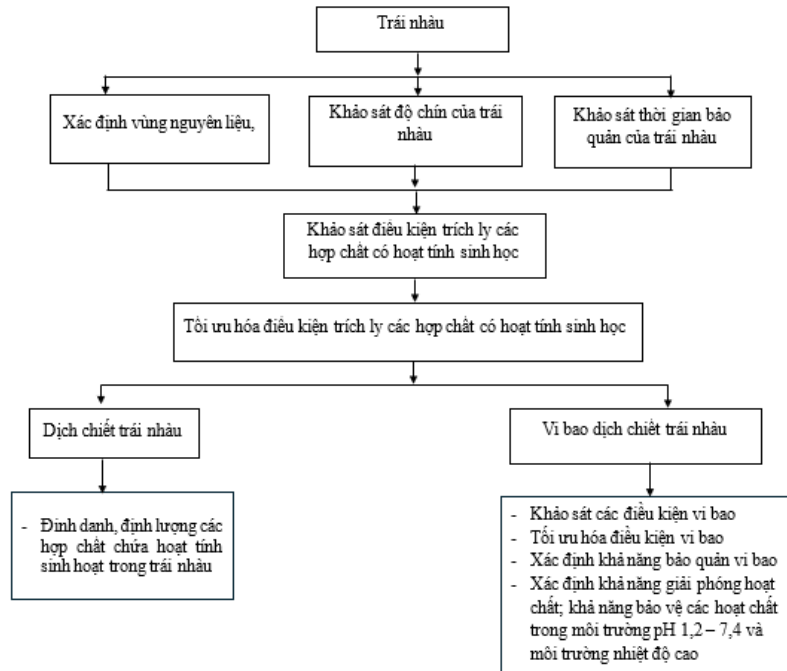 Trái nhàu
Xác định vùng nguyên liệu,
Khảo sát độ chín của trái
nhàu
Khảo sát thời gian bảo
quản của trái nhàu
Khảo sát điều kiện trích ly các
hợp chất có hoạt tính sinh học
Tối ưu hóa điều kiện trích ly các hợp chất có hoạt tính sinh học
Dịch chiết trái nhàu
Vi bao dịch chiết trái nhàu
- Đinh danh, định lượng các
hợp chất chứa hoạt tính
sinh hoạt trong trái nhàu
- Khảo sát các điều kiện vi bao
- Tối ưu hóa điều kiện vi bao
- Xác định khả năng bảo quản vi bao
- Xác định khả năng giải phóng hoạt
chất; khả năng bảo vệ các hoạt chất
trong môi trường pH 1,2 – 7,4 và
môi trường nhiệt độ cao